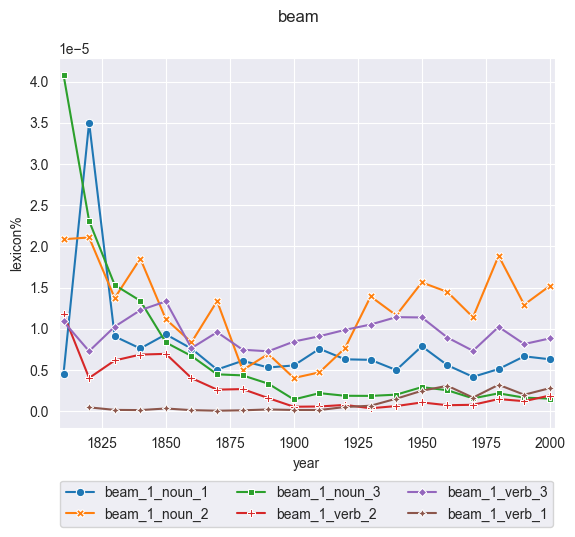 beam
1e−5
4.0
3.5
3.0
2.5
2.0
1.5
1.0
0.5
0.0
lexicon%
1825 1850 1875 1900 1925 1950 1975 2000
year
beam_1_noun_1 beam_1_noun_3 beam_1_verb_3
beam_1_noun_2 beam_1_verb_2 beam_1_verb_1